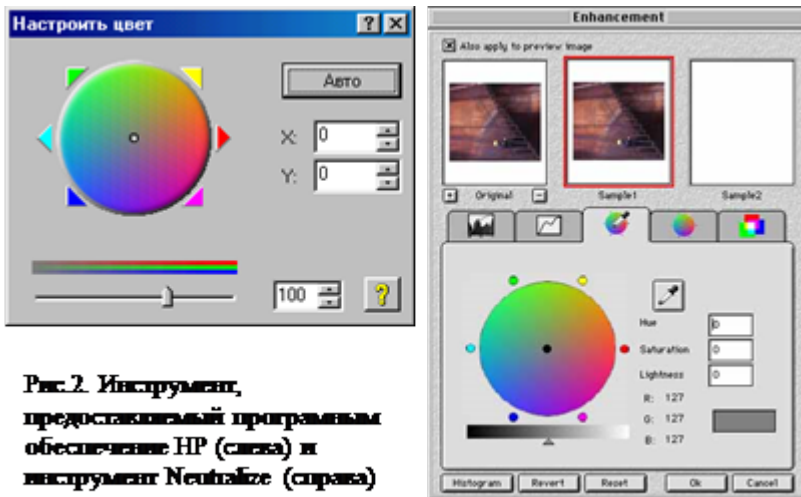 Настроить цвет
Авто
X: 0
Y: 0
100
Рис.2. Инструмент,
предоставляемый програмным
обеспечение HP (слева) и
инструмент Neutralize (справа)
Enhancement
Also apply to preview image
Original
Sample1
Sample2
Hue 0
Saturation 0
Lightness 0
R: 127
G: 127
B: 127
Histogram Revert Reset Ok Cancel